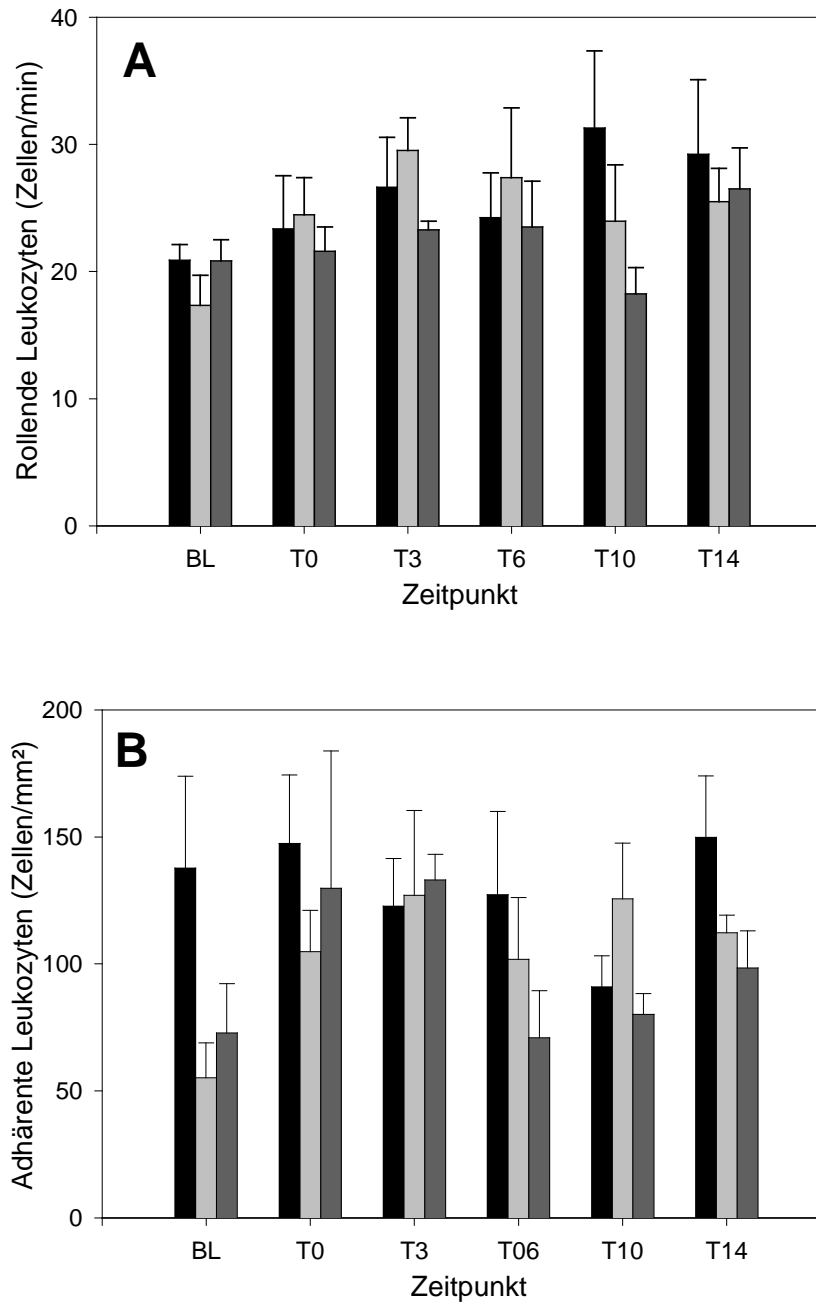 A
Rollende Leukozyten (Zellen/min)
40
30
20
10
0
BL T0 T3 T6 T10 T14
Zeitpunkt
B
Adhärente Leukozyten (Zellen/mm²)
200
150
100
50
0
BL T0 T3 T06 T10 T14
Zeitpunkt